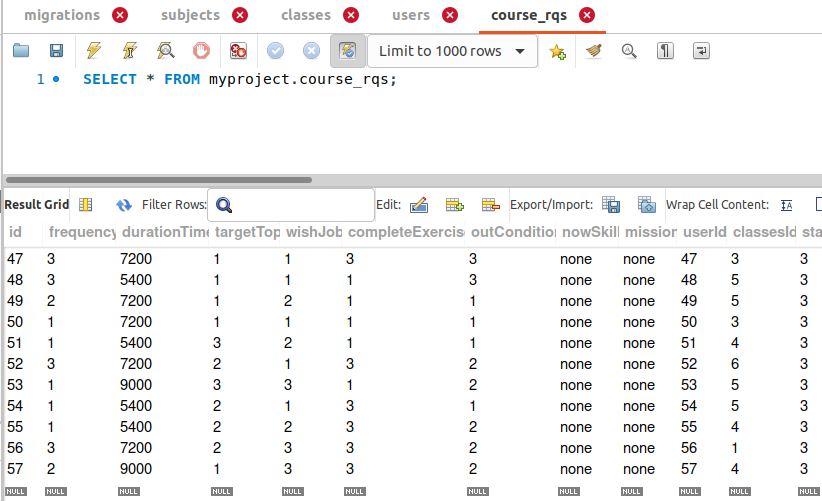 migrations subjects classes users course_rqs
Limit to 1000 rows
1 SELECT * FROM myproject.course_rqs;
Result Grid Filter Rows: Edit: Export/Import: Wrap Cell Content: IA
id frequency durationTime targetTop wishJob completeExercise outCondition nowSkill mission userId classesId sta
47 3 7200 1 1 3 3 none none 47 3 3
48 3 5400 1 1 1 3 none none 48 5 3
49 2 7200 1 2 1 1 none none 49 5 3
50 1 7200 1 1 1 1 none none 50 3 3
51 1 5400 3 2 1 1 none none 51 4 3
52 3 7200 2 1 3 2 none none 52 6 3
53 1 9000 3 3 1 2 none none 53 5 3
54 1 5400 2 1 3 1 none none 54 5 3
55 1 5400 2 2 3 2 none none 55 4 3
56 3 7200 2 3 3 2 none none 56 1 3
57 2 9000 1 3 3 2 none none 57 4 3
NULL NULL NULL NULL NULL NULL NULL NULL NULL NULL NULL NULL